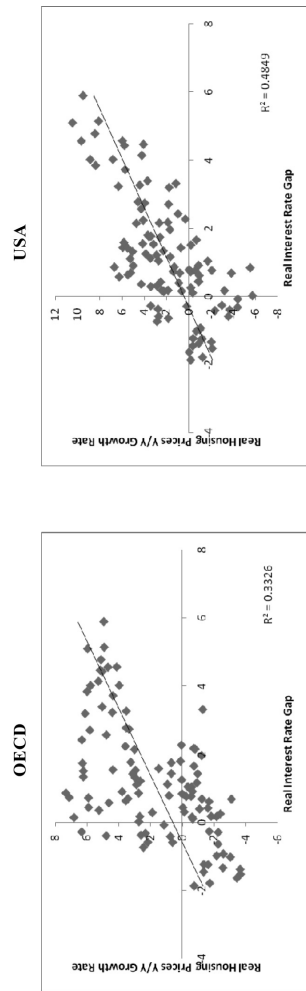 OECD
Real Housing Prices Y/Y Growth Rate
8
6
4
2
0
-2
-4
-6
-4 -2 0 2 4 6 8
R² = 0.3326
Real Interest Rate Gap
USA
Real Housing Prices Y/Y Growth Rate
12
10
8
6
4
2
0
-2
-4
-6
-8
-4 -2 0 2 4 6 8
R² = 0.4849
Real Interest Rate Gap